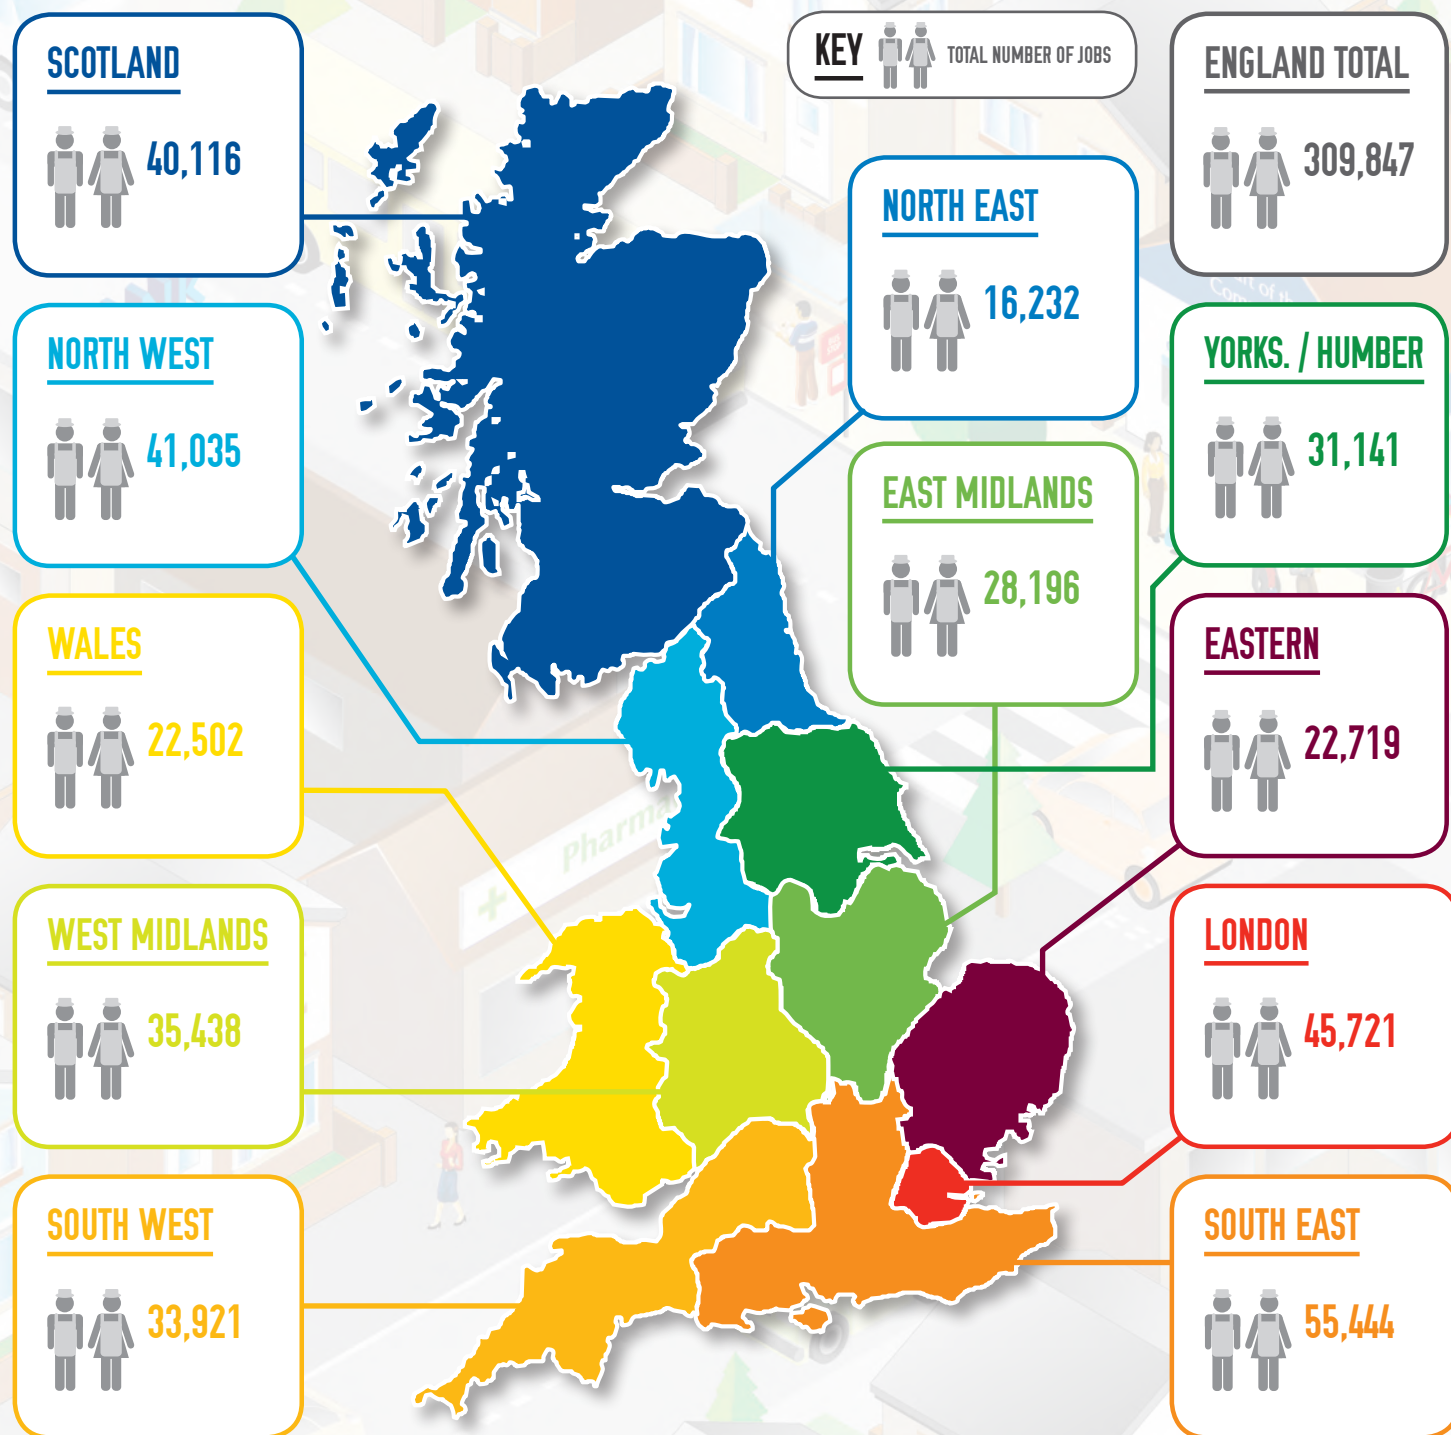 SCOTLAND
40,116
KEY TOTAL NUMBER OF JOBS
ENGLAND TOTAL
309,847
NORTH EAST
16,232
NORTH WEST
41,035
YORKS. / HUMBER
31,141
EAST MIDLANDS
28,196
WALES
22,502
EASTERN
22,719
WEST MIDLANDS
35,438
LONDON
45,721
SOUTH WEST
33,921
SOUTH EAST
55,444
Pharma